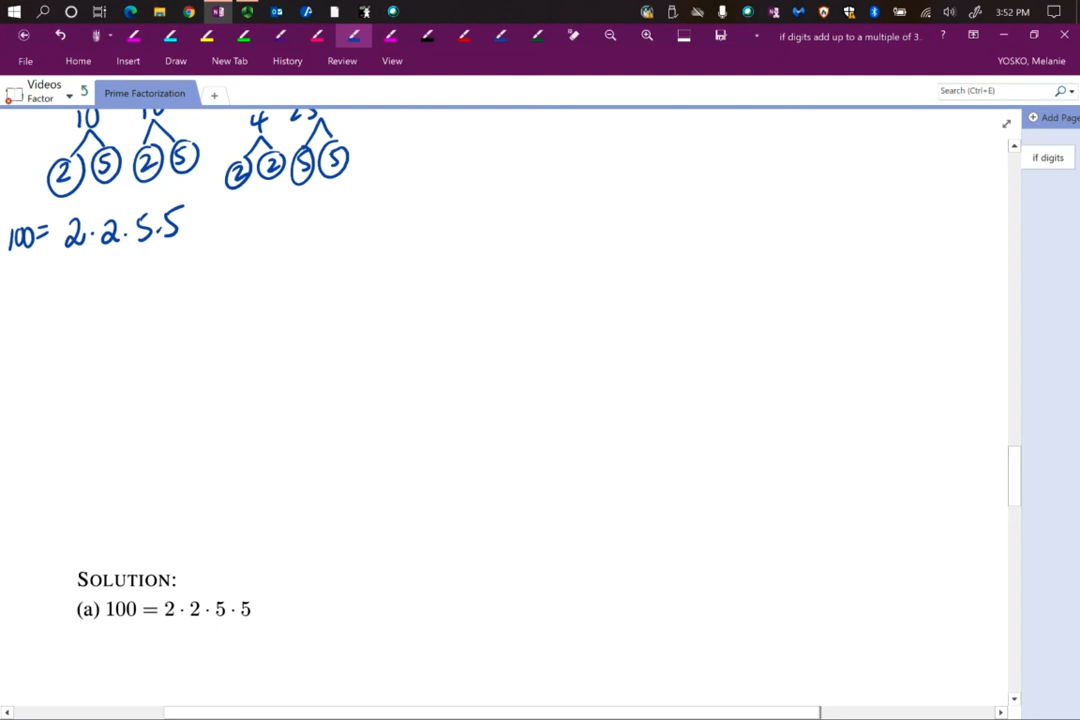 3:52 PM
if digits add up to a multiple of 3.
YOSKO, Melanie
File Home Insert Draw New Tab History Review View
Videos
Factor
Prime Factorization
Search (Ctrl+E)
Add Page
if digits
10 10 4 25
2 5 2 5 2 2 5 5
100 = 2 · 2 · 5 · 5
SOLUTION:
(a) 100 = 2 · 2 · 5 · 5